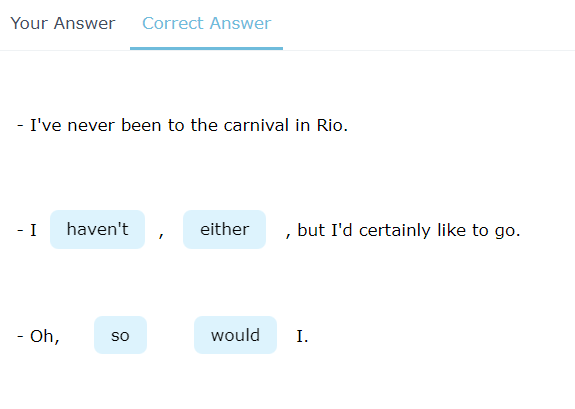 Your Answer Correct Answer
- I've never been to the carnival in Rio.
- I haven't , either , but I'd certainly like to go.
- Oh, so would I.